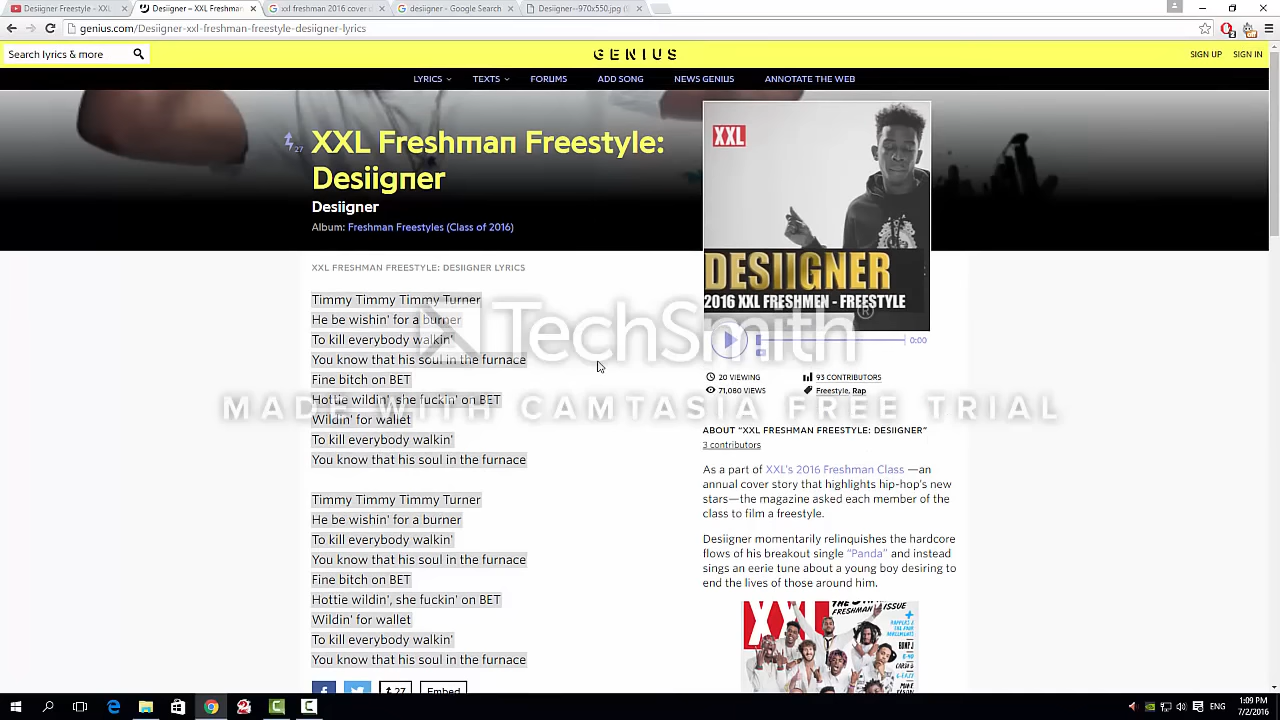 Desiigner Freestyle - XXL
Desiigner – XXL Freshman
xxl freshman 2016 cover
desiigner - Google Search
Desiigner--970x550.jpg (
genius.com/Desiigner-xxl-freshman-freestyle-desiigner-lyrics
Search lyrics & more
GENIUS
SIGN UP SIGN IN
LYRICS TEXTS FORUMS ADD SONG NEWS GENIUS ANNOTATE THE WEB
27
XXL Freshman Freestyle:
Desiigner
Desiigner
Album: Freshman Freestyles (Class of 2016)
XXL
DESIIGNER
2016 XXL FRESHMEN - FREESTYLE
XXL FRESHMAN FREESTYLE: DESIIGNER LYRICS
Timmy Timmy Timmy Turner
He be wishin' for a burner
To kill everybody walkin'
You know that his soul in the furnace
Fine bitch on BET
Hottie wildin', she fuckin' on BET
Wildin' for wallet
To kill everybody walkin'
You know that his soul in the furnace
Timmy Timmy Timmy Turner
He be wishin' for a burner
To kill everybody walkin'
You know that his soul in the furnace
Fine bitch on BET
Hottie wildin', she fuckin' on BET
Wildin' for wallet
To kill everybody walkin'
You know that his soul in the furnace
27
Embed
TechSmith®
MADE WITH CAMTASIA FREE TRIAL
0:00
20 VIEWING 93 CONTRIBUTORS
71,080 VIEWS Freestyle, Rap
ABOUT “XXL FRESHMAN FREESTYLE: DESIIGNER”
3 contributors
As a part of XXL's 2016 Freshman Class —an
annual cover story that highlights hip-hop's new
stars—the magazine asked each member of the
class to film a freestyle.
Desiigner momentarily relinquishes the hardcore
flows of his breakout single “Panda” and instead
sings an eerie tune about a young boy desiring to
end the lives of those around him.
XXL
FRESHMAN ISSUE
ENG
1:09 PM
7/2/2016